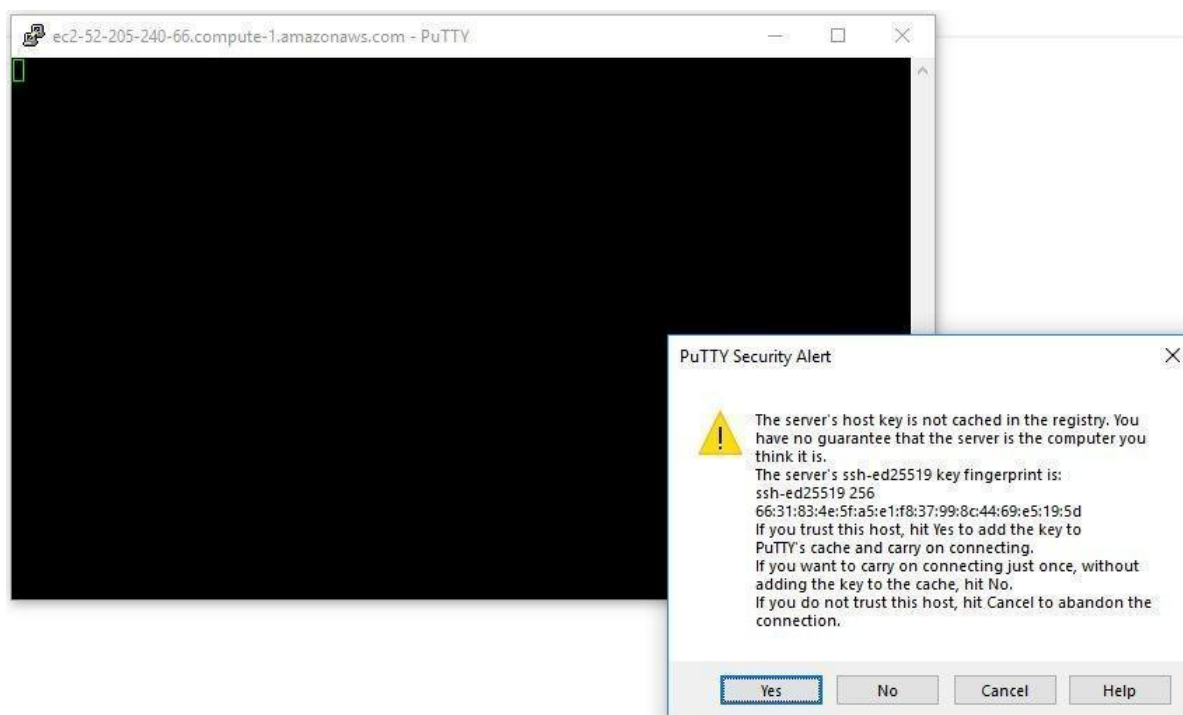 ec2-52-205-240-66.compute-1.amazonaws.com - PuTTY
PuTTY Security Alert
The server's host key is not cached in the registry. You
have no guarantee that the server is the computer you
think it is.
The server's ssh-ed25519 key fingerprint is:
ssh-ed25519 256
66:31:83:4e:5f:a5:e1:f8:37:99:8c:44:69:e5:19:5d
If you trust this host, hit Yes to add the key to
PuTTY's cache and carry on connecting.
If you want to carry on connecting just once, without
adding the key to the cache, hit No.
If you do not trust this host, hit Cancel to abandon the
connection.
Yes No Cancel Help